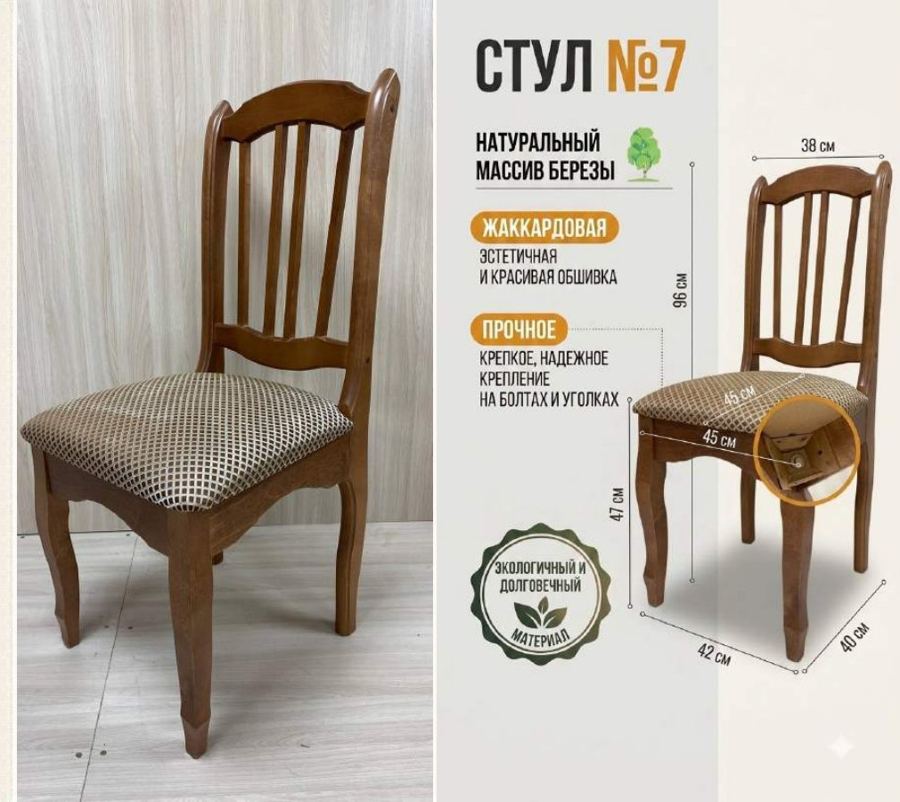 СТУЛ №7
НАТУРАЛЬНЫЙ
МАССИВ БЕРЕЗЫ
ЖАККАРДОВАЯ
ЭСТЕТИЧНАЯ
И КРАСИВАЯ ОБШИВКА
ПРОЧНОЕ
КРЕПКОЕ, НАДЕЖНОЕ
КРЕПЛЕНИЕ
НА БОЛТАХ И УГОЛКАХ
ЭКОЛОГИЧНЫЙ И
ДОЛГОВЕЧНЫЙ
МАТЕРИАЛ
38 см
96 см
45 см
45 см
47 см
42 см
40 см